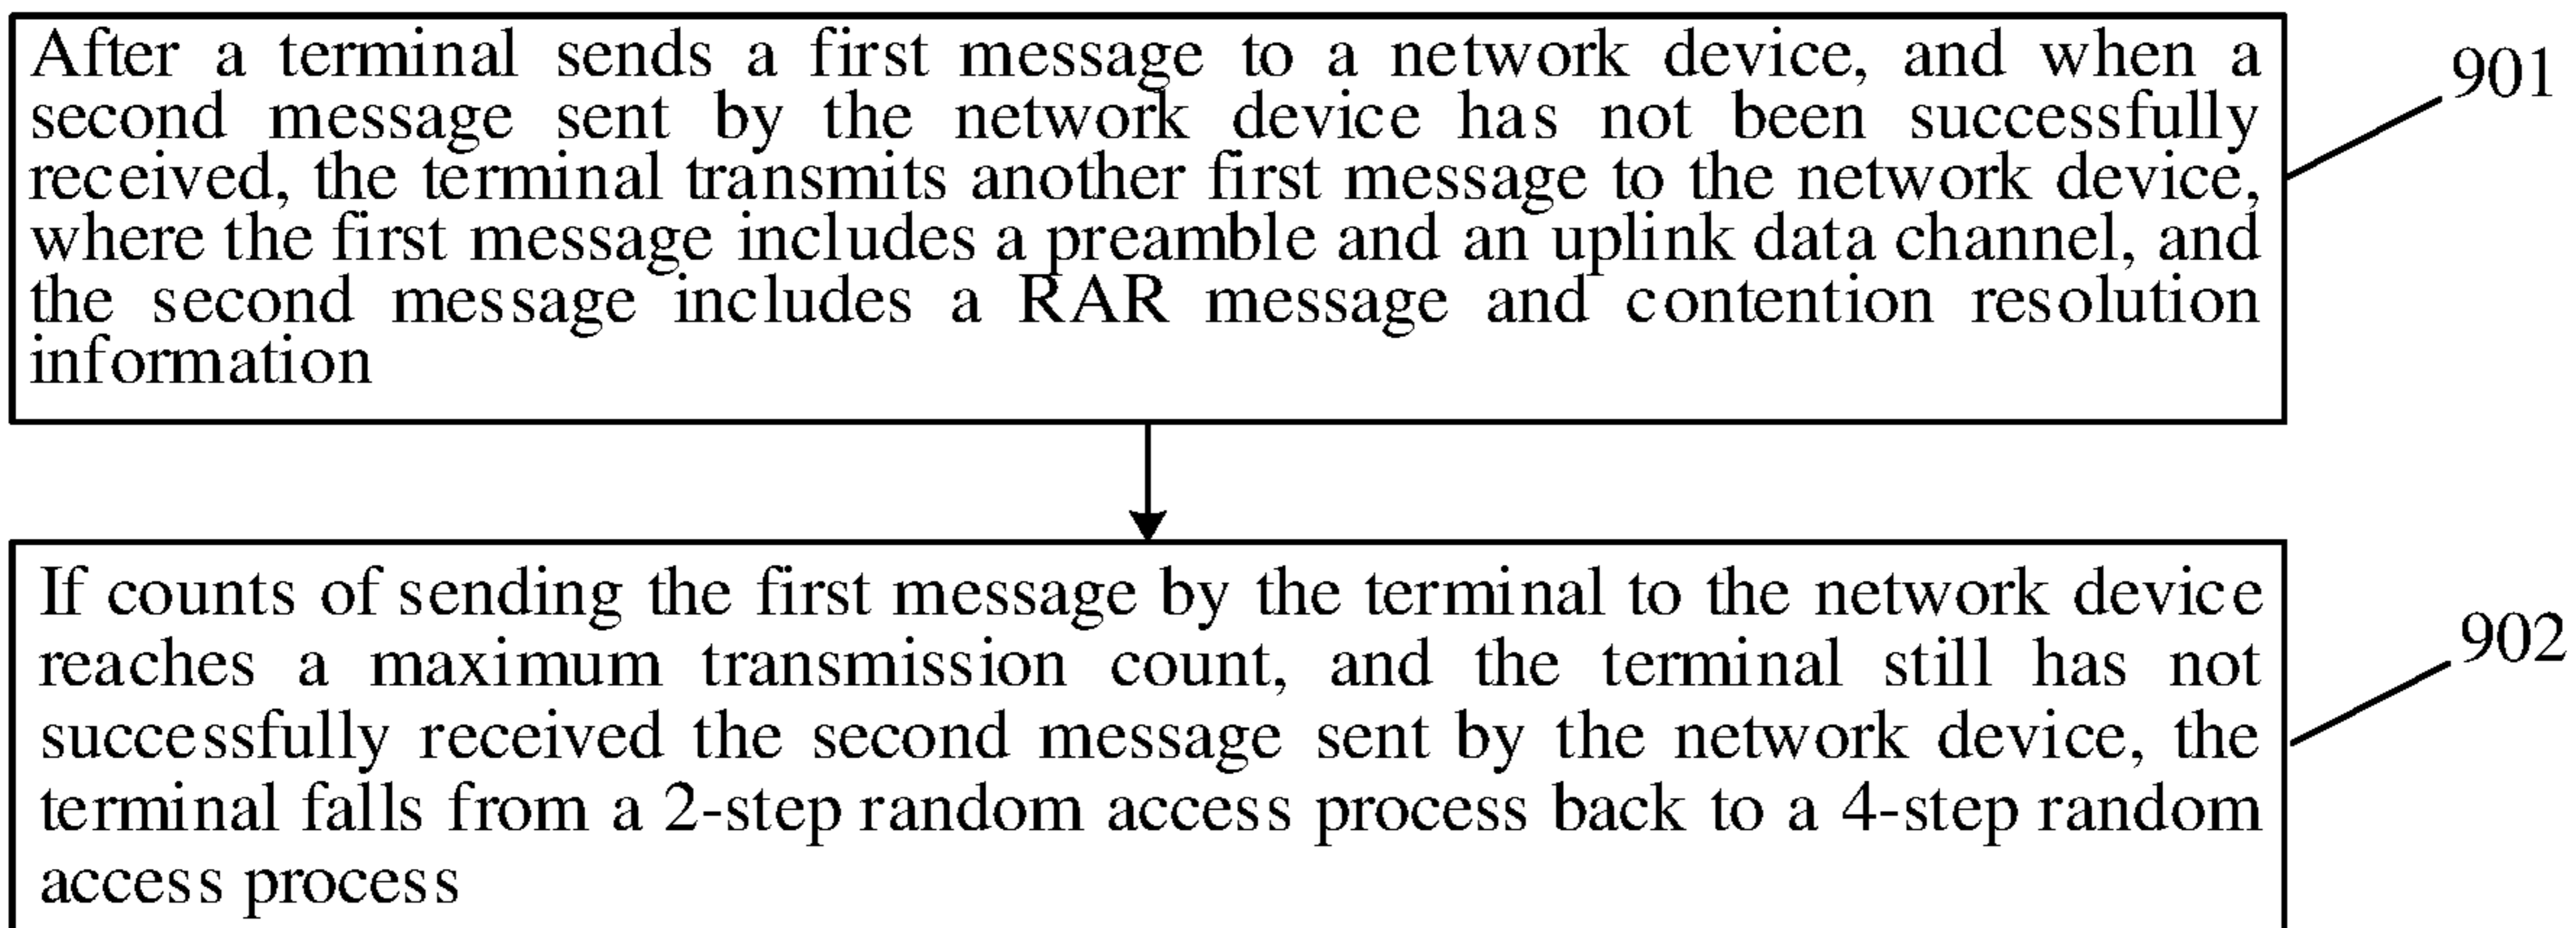 After a terminal sends a first message to a network device, and when a
second message sent by the network device has not been successfully
received, the terminal transmits another first message to the network device,
where the first message includes a preamble and an uplink data channel, and
the second message includes a RAR message and contention resolution
information
901
If counts of sending the first message by the terminal to the network device
reaches a maximum transmission count, and the terminal still has not
successfully received the second message sent by the network device, the
terminal falls from a 2-step random access process back to a 4-step random
access process
902